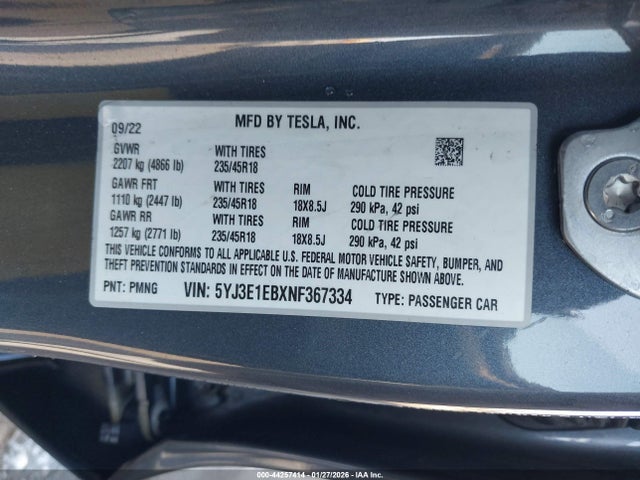 09/22 MFD BY TESLA, INC.
GVWR WITH TIRES
2207 kg (4866 lb) 235/45R18
GAWR FRT WITH TIRES RIM COLD TIRE PRESSURE
1110 kg (2447 lb) 235/45R18 18X8.5J 290 kPa, 42 psi
GAWR RR WITH TIRES RIM COLD TIRE PRESSURE
1257 kg (2771 lb) 235/45R18 18X8.5J 290 kPa, 42 psi
THIS VEHICLE CONFORMS TO ALL APPLICABLE U.S. FEDERAL MOTOR VEHICLE SAFETY, BUMPER, AND
THEFT PREVENTION STANDARDS IN EFFECT ON THE DATE OF MANUFACTURE SHOWN ABOVE.
PNT: PMNG VIN: 5YJ3E1EBXNF367334 TYPE: PASSENGER CAR
000-44257414 - 01/27/2026 - IAA Inc.